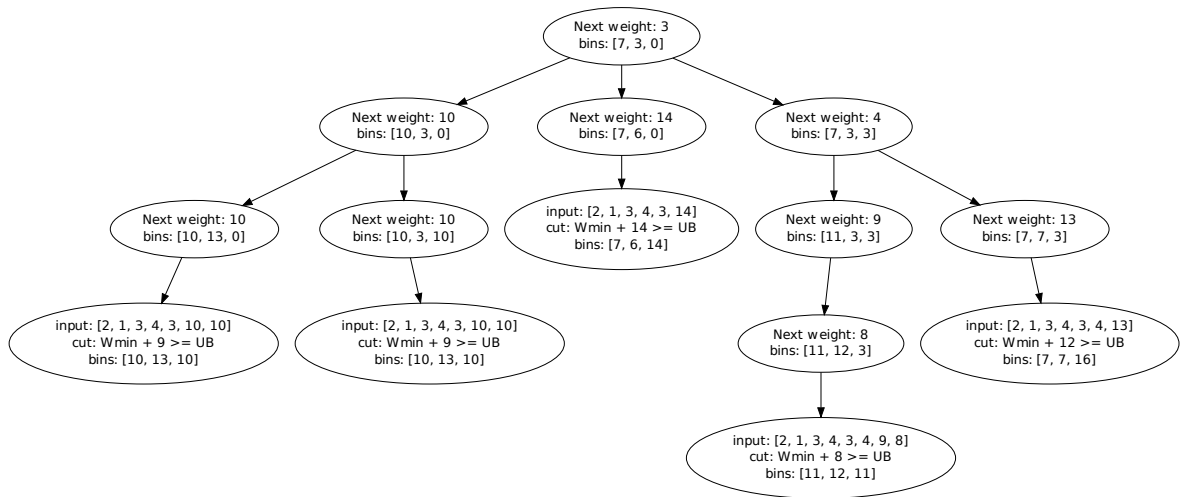 Next weight: 3
bins: [7, 3, 0]
Next weight: 10
bins: [10, 3, 0]
Next weight: 14
bins: [7, 6, 0]
Next weight: 4
bins: [7, 3, 3]
Next weight: 10
bins: [10, 13, 0]
Next weight: 10
bins: [10, 3, 10]
input: [2, 1, 3, 4, 3, 14]
cut: Wmin + 14 >= UB
bins: [7, 6, 14]
Next weight: 9
bins: [11, 3, 3]
Next weight: 13
bins: [7, 7, 3]
input: [2, 1, 3, 4, 3, 10, 10]
cut: Wmin + 9 >= UB
bins: [10, 13, 10]
input: [2, 1, 3, 4, 3, 10, 10]
cut: Wmin + 9 >= UB
bins: [10, 13, 10]
Next weight: 8
bins: [11, 12, 3]
input: [2, 1, 3, 4, 3, 4, 13]
cut: Wmin + 12 >= UB
bins: [7, 7, 16]
input: [2, 1, 3, 4, 3, 4, 9, 8]
cut: Wmin + 8 >= UB
bins: [11, 12, 11]